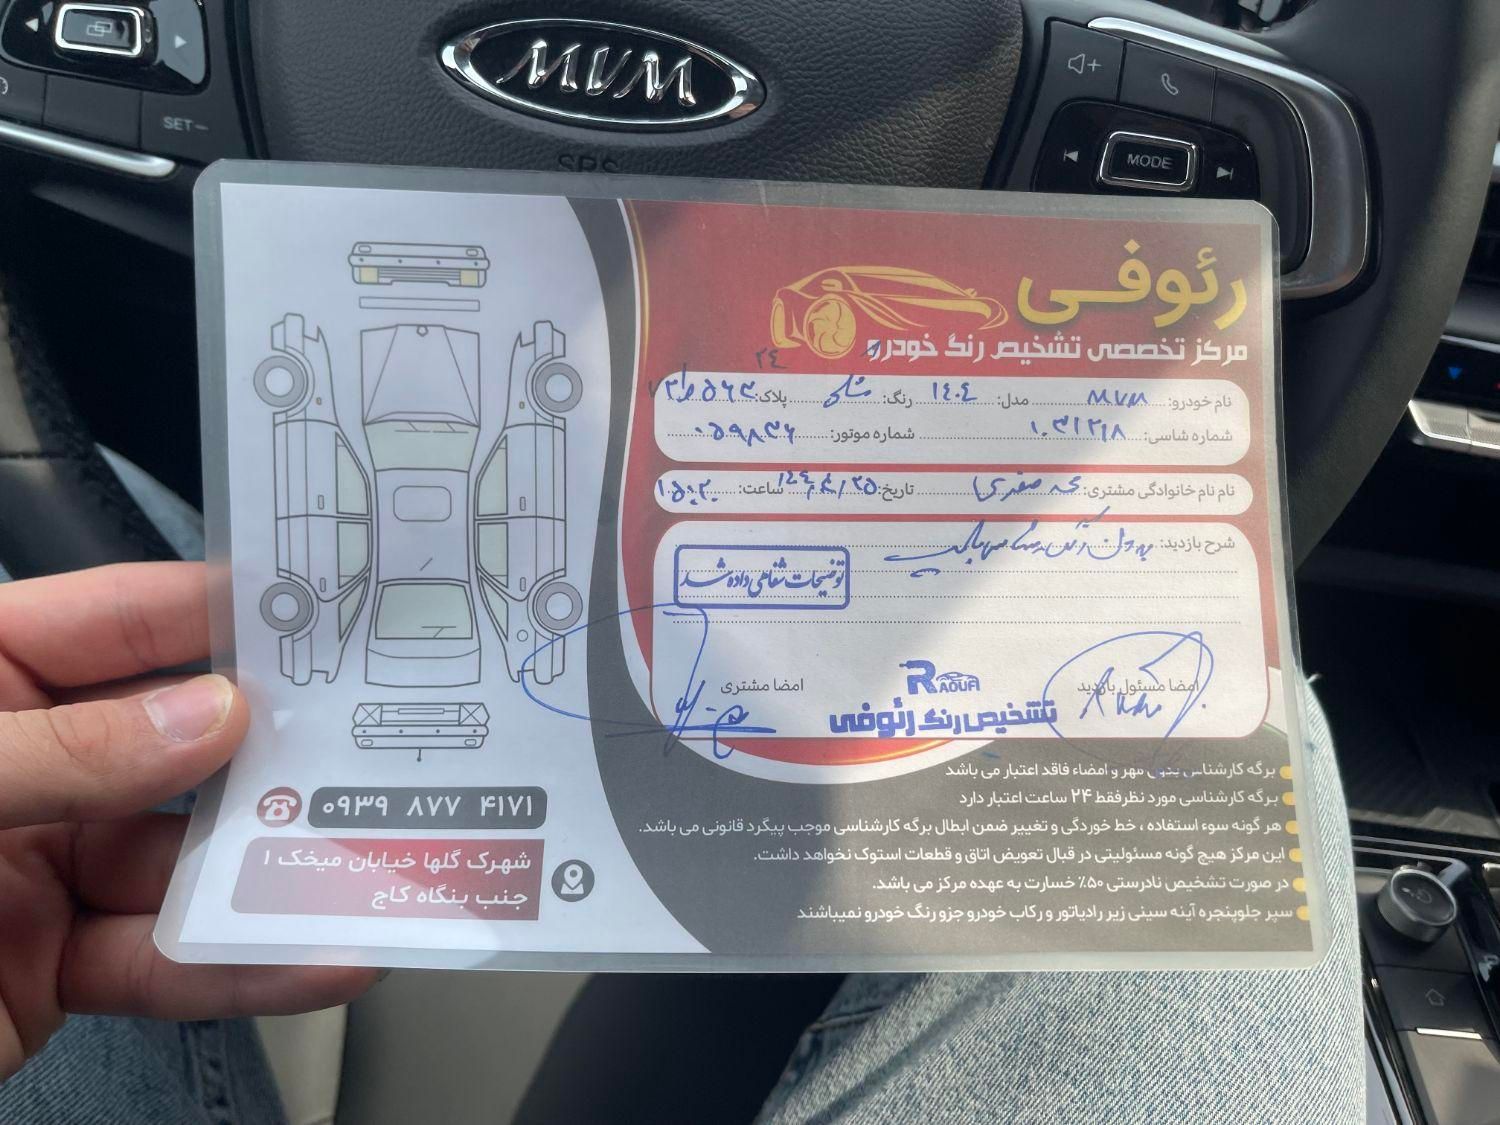 MVM
SET-
SRS
MODE
رئوفی
مرکز تخصصی تشخیص رنگ خودرو
نام خودرو: MVM مدل: ۱۴۰۴ رنگ: مشکی پلاک:
شماره شاسی: شماره موتور: ۰۵۹۸۳۶
نام نام خانوادگی مشتری: تاریخ: ساعت:
شرح بازدید: بدون رنگ
توضیحات شفاهی داده شد
امضا مسئول بازدید
امضا مشتری
RAOUFI
تشخیص رنگ رئوفی
برگه کارشناسی بدون مهر و امضاء فاقد اعتبار می باشد
برگه کارشناسی مورد نظر فقط ۲۴ ساعت اعتبار دارد
هر گونه سوء استفاده ، خط خوردگی و تغییر ضمن ابطال برگه کارشناسی موجب پیگرد قانونی می باشد.
این مرکز هیچ گونه مسئولیتی در قبال تعویض اتاق و قطعات استوک نخواهد داشت.
در صورت تشخیص نادرستی ۵۰٪ خسارت به عهده مرکز می باشد.
سپر جلوپنجره آینه سینی زیر رادیاتور و رکاب خودرو جزو رنگ خودرو نمیباشند
۰۹۳۹ ۸۷۷ ۴۱۷۱
شهرک گلها خیابان میخک ۱
جنب بنگاه کاج